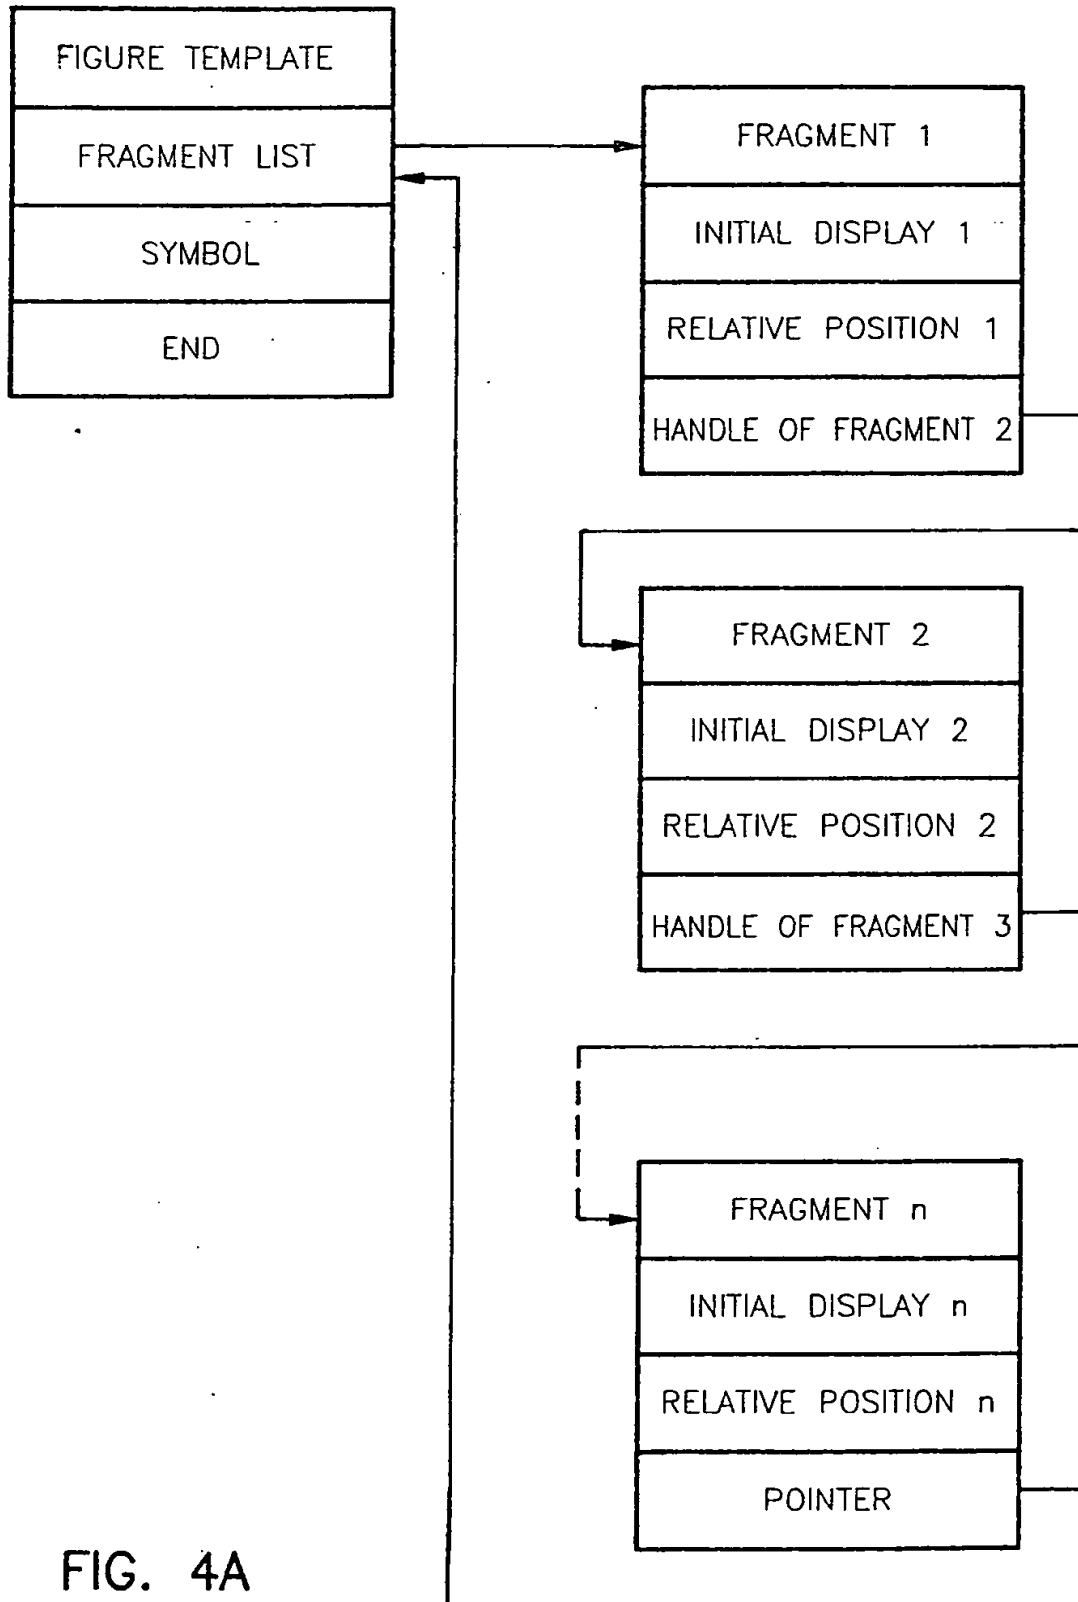 FIGURE TEMPLATE
FRAGMENT LIST
SYMBOL
END
FRAGMENT 1
INITIAL DISPLAY 1
RELATIVE POSITION 1
HANDLE OF FRAGMENT 2
FRAGMENT 2
INITIAL DISPLAY 2
RELATIVE POSITION 2
HANDLE OF FRAGMENT 3
FRAGMENT n
INITIAL DISPLAY n
RELATIVE POSITION n
POINTER
FIG. 4A